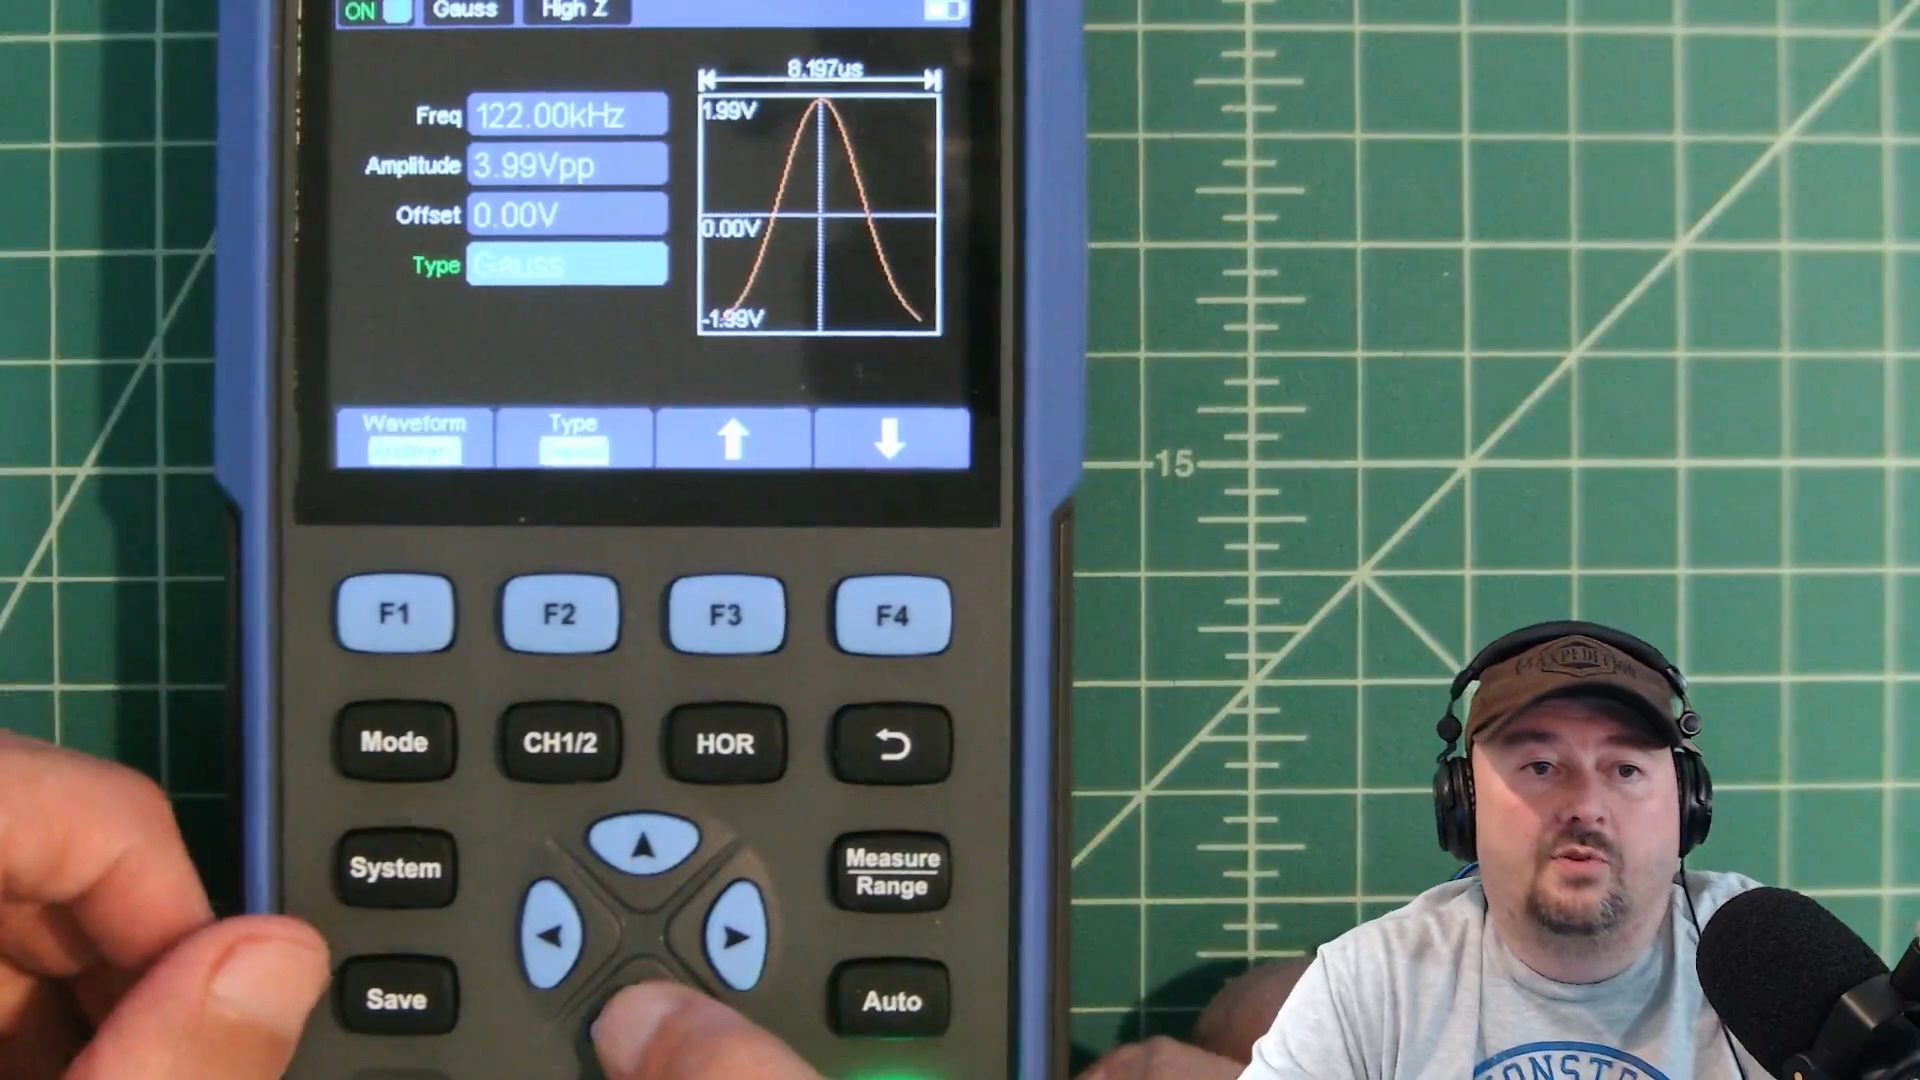 ON Gauss High Z
8.197us
Freq 122.00kHz
1.99V
Amplitude 3.99Vpp
Offset 0.00V
0.00V
Type Gauss
-1.99V
Waveform Type
15
F1 F2 F3 F4
Mode CH1/2 HOR
System Measure
Range
Save Auto